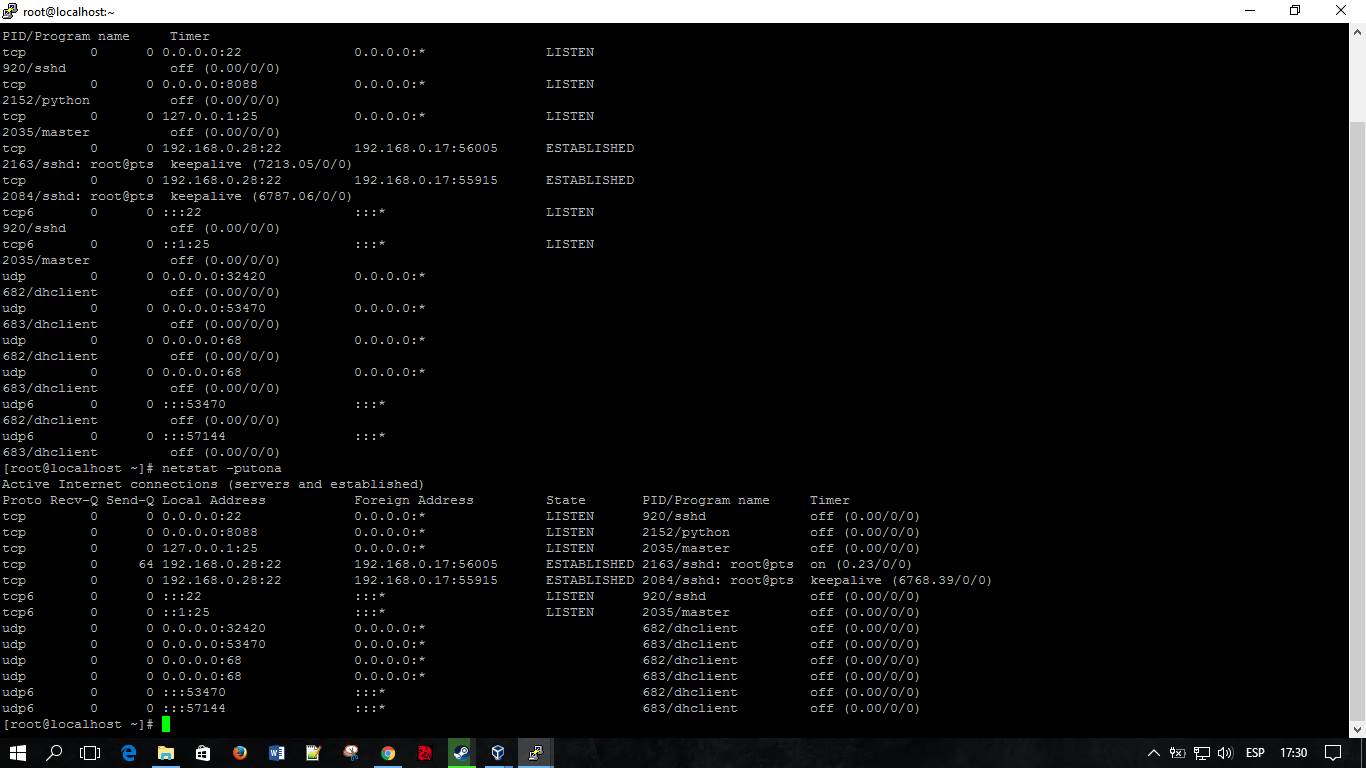 root@localhost:~
PID/Program name     Timer
tcp        0      0 0.0.0.0:22              0.0.0.0:*               LISTEN
920/sshd             off (0.00/0/0)
tcp        0      0 0.0.0.0:8088            0.0.0.0:*               LISTEN
2152/python          off (0.00/0/0)
tcp        0      0 127.0.0.1:25            0.0.0.0:*               LISTEN
2035/master          off (0.00/0/0)
tcp        0      0 192.168.0.28:22         192.168.0.17:56005      ESTABLISHED
2163/sshd: root@pts  keepalive (7213.05/0/0)
tcp        0      0 192.168.0.28:22         192.168.0.17:55915      ESTABLISHED
2084/sshd: root@pts  keepalive (6787.06/0/0)
tcp6       0      0 :::22                   :::*                    LISTEN
920/sshd             off (0.00/0/0)
tcp6       0      0 ::1:25                  :::*                    LISTEN
2035/master          off (0.00/0/0)
udp        0      0 0.0.0.0:32420           0.0.0.0:*
682/dhclient         off (0.00/0/0)
udp        0      0 0.0.0.0:53470           0.0.0.0:*
683/dhclient         off (0.00/0/0)
udp        0      0 0.0.0.0:68              0.0.0.0:*
682/dhclient         off (0.00/0/0)
udp        0      0 0.0.0.0:68              0.0.0.0:*
683/dhclient         off (0.00/0/0)
udp6       0      0 :::53470                :::*
682/dhclient         off (0.00/0/0)
udp6       0      0 :::57144                :::*
683/dhclient         off (0.00/0/0)
[root@localhost ~]# netstat -putona
Active Internet connections (servers and established)
Proto Recv-Q Send-Q Local Address           Foreign Address         State       PID/Program name     Timer
tcp        0      0 0.0.0.0:22              0.0.0.0:*               LISTEN      920/sshd             off (0.00/0/0)
tcp        0      0 0.0.0.0:8088            0.0.0.0:*               LISTEN      2152/python          off (0.00/0/0)
tcp        0      0 127.0.0.1:25            0.0.0.0:*               LISTEN      2035/master          off (0.00/0/0)
tcp        0     64 192.168.0.28:22         192.168.0.17:56005      ESTABLISHED 2163/sshd: root@pts  on (0.23/0/0)
tcp        0      0 192.168.0.28:22         192.168.0.17:55915      ESTABLISHED 2084/sshd: root@pts  keepalive (6768.39/0/0)
tcp6       0      0 :::22                   :::*                    LISTEN      920/sshd             off (0.00/0/0)
tcp6       0      0 ::1:25                  :::*                    LISTEN      2035/master          off (0.00/0/0)
udp        0      0 0.0.0.0:32420           0.0.0.0:*                           682/dhclient         off (0.00/0/0)
udp        0      0 0.0.0.0:53470           0.0.0.0:*                           683/dhclient         off (0.00/0/0)
udp        0      0 0.0.0.0:68              0.0.0.0:*                           682/dhclient         off (0.00/0/0)
udp        0      0 0.0.0.0:68              0.0.0.0:*                           683/dhclient         off (0.00/0/0)
udp6       0      0 :::53470                :::*                                682/dhclient         off (0.00/0/0)
udp6       0      0 :::57144                :::*                                683/dhclient         off (0.00/0/0)
[root@localhost ~]#
ESP 17:30